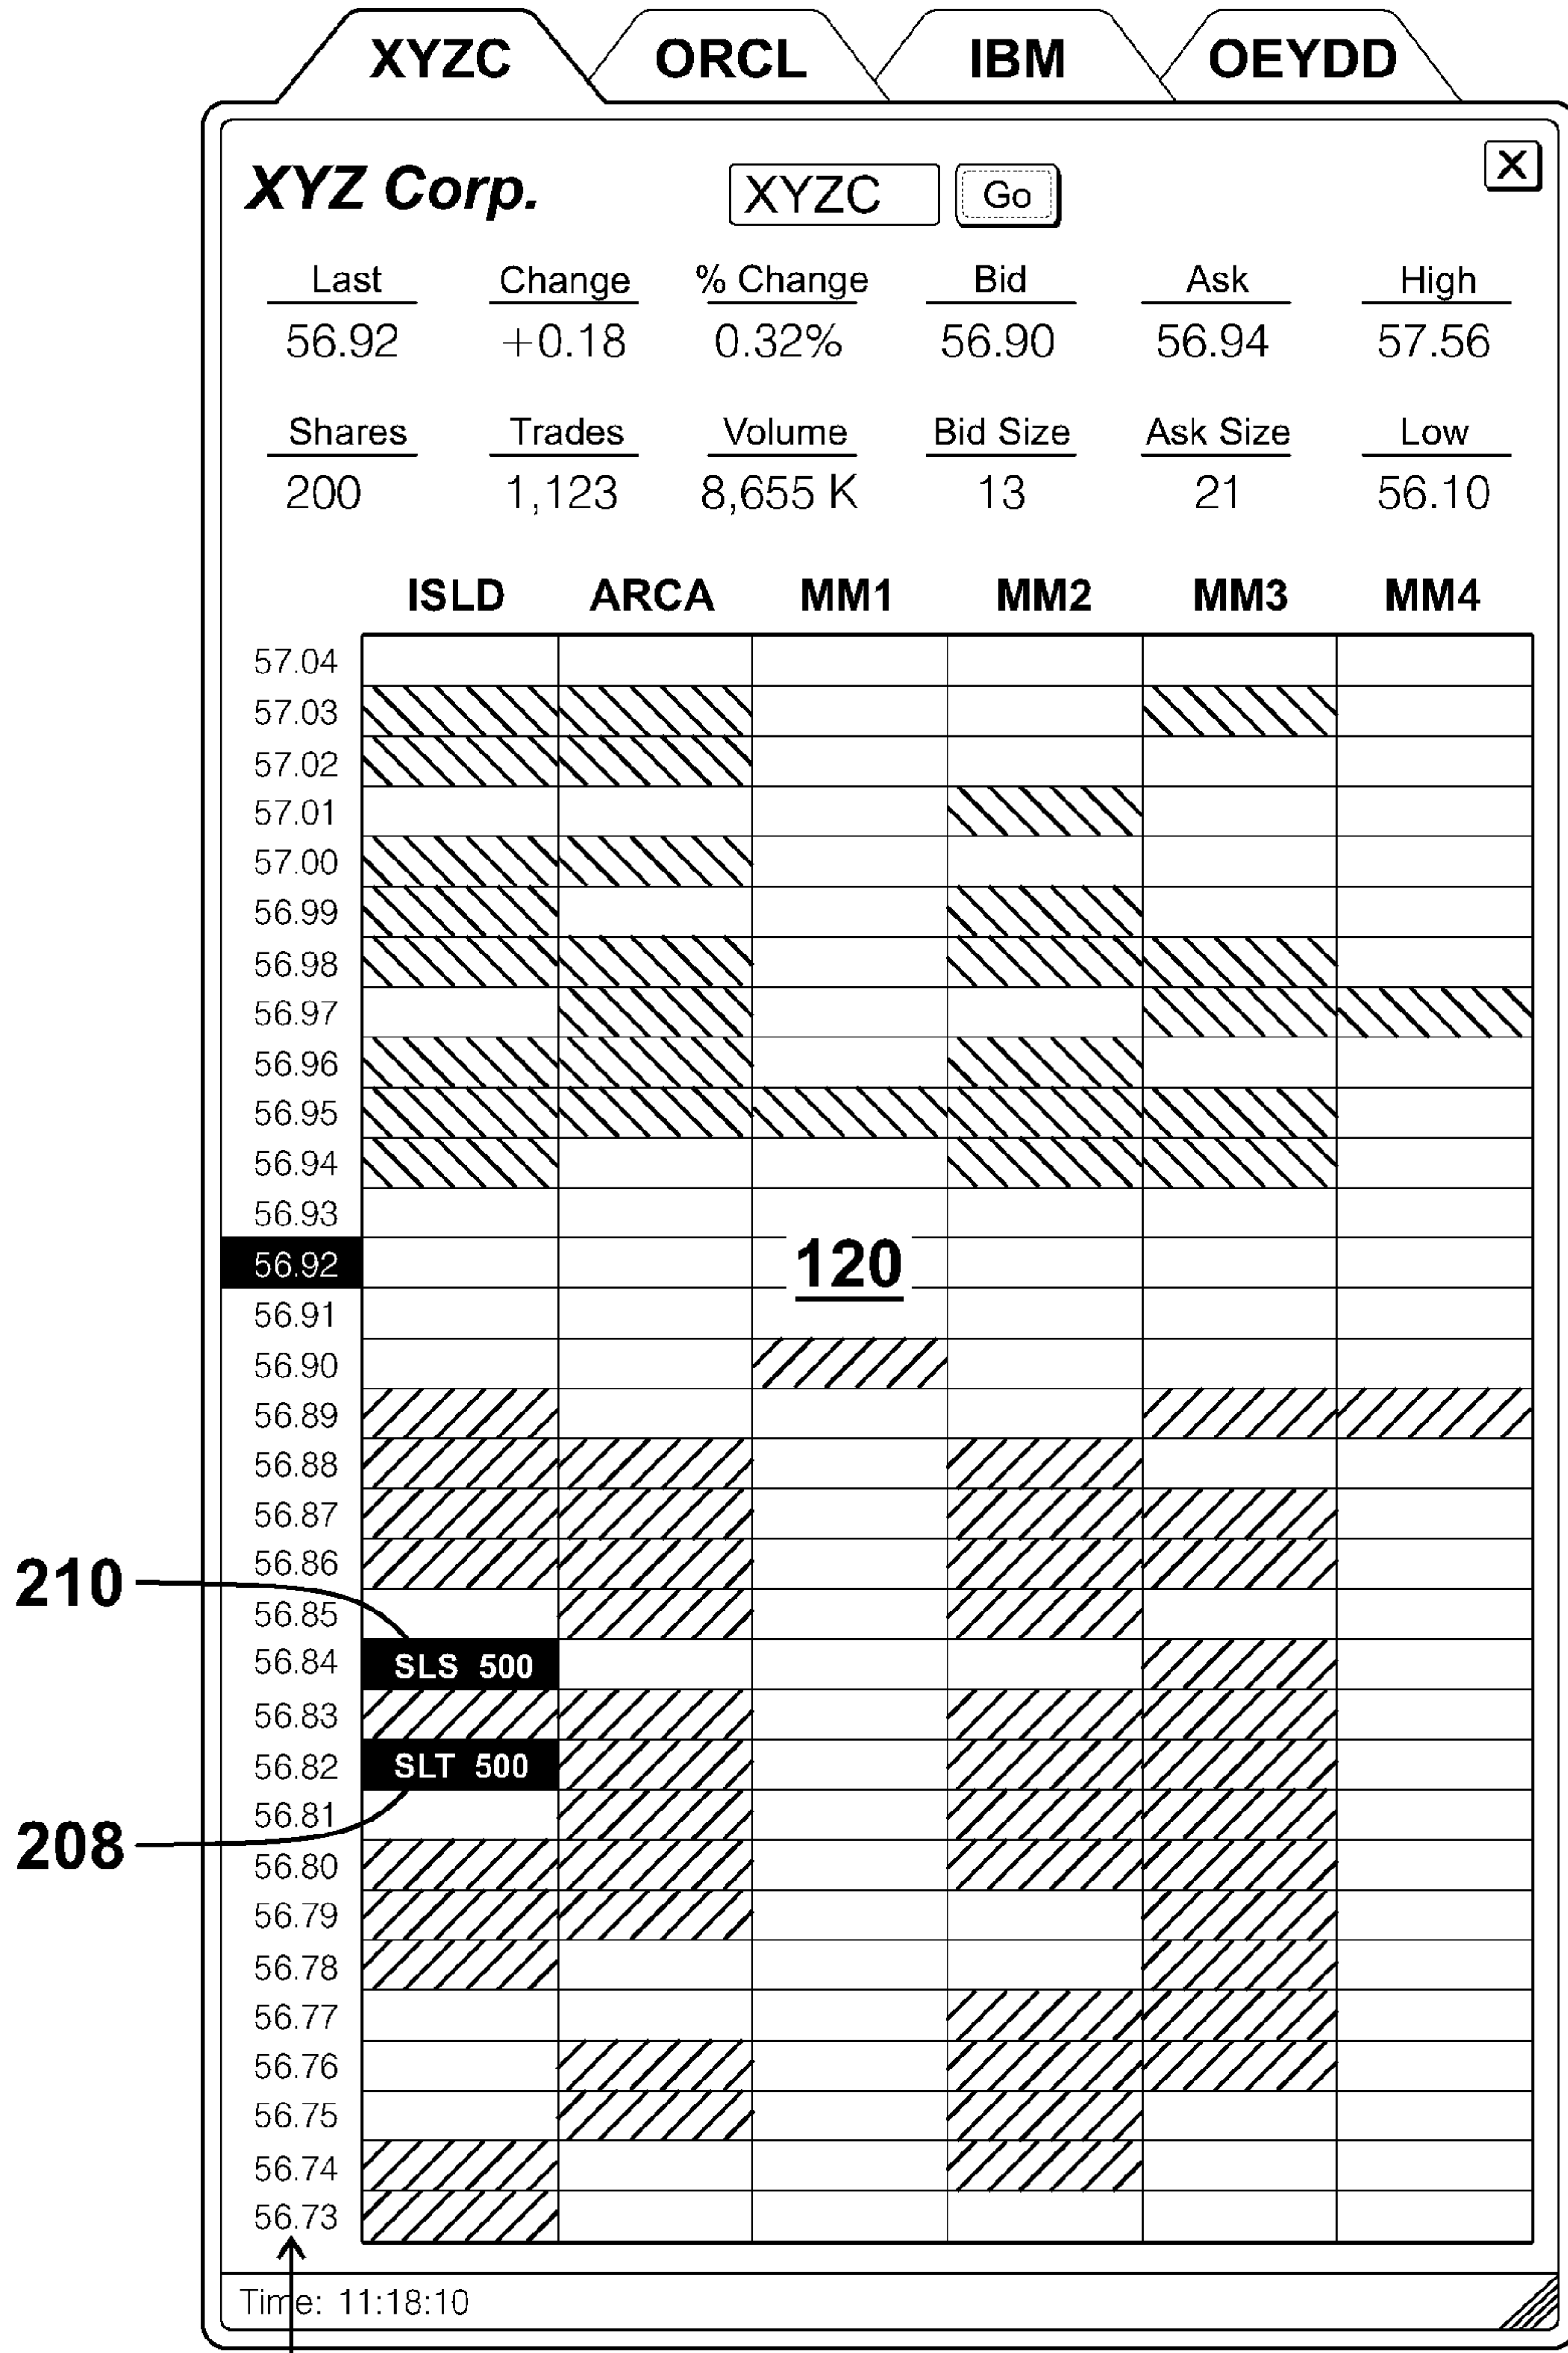 XYZC ORCL IBM OEYDD
X
XYZ Corp. XYZC Go
Last Change % Change Bid Ask High
56.92 +0.18 0.32% 56.90 56.94 57.56
Shares Trades Volume Bid Size Ask Size Low
200 1,123 8,655 K 13 21 56.10
ISLD ARCA MM1 MM2 MM3 MM4
57.04
57.03
57.02
57.01
57.00
56.99
56.98
56.97
56.96
56.95
56.94
56.93
56.92 120
56.91
56.90
56.89
56.88
56.87
56.86
210
56.85
56.84 SLS 500
56.83
56.82 SLT 500
56.81
208
56.80
56.79
56.78
56.77
56.76
56.75
56.74
56.73
Time: 11:18:10